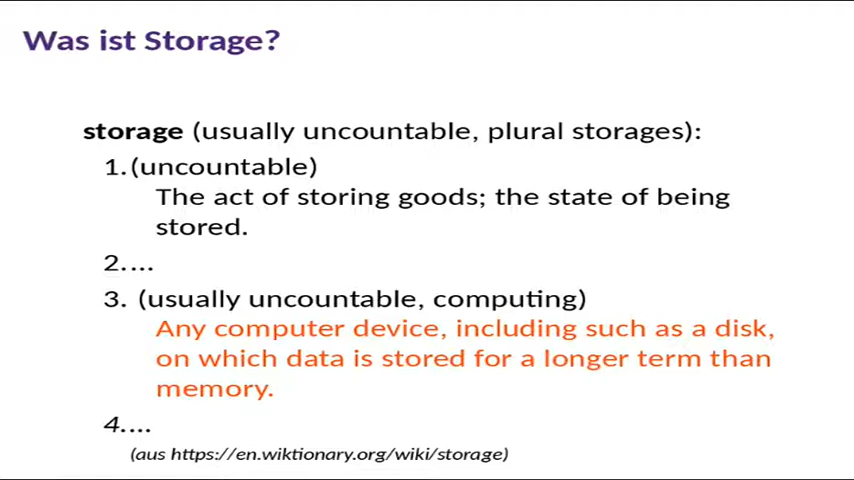 Was ist Storage?
storage (usually uncountable, plural storages):
1.(uncountable)
The act of storing goods; the state of being
stored.
2....
3. (usually uncountable, computing)
Any computer device, including such as a disk,
on which data is stored for a longer term than
memory.
4....
(aus https://en.wiktionary.org/wiki/storage)